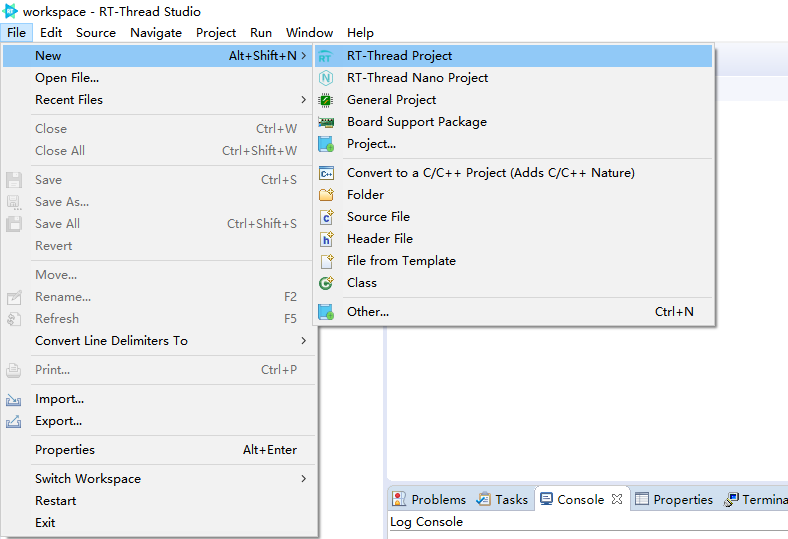 workspace - RT-Thread Studio
File Edit Source Navigate Project Run Window Help
New Alt+Shift+N
Open File...
Recent Files
Close Ctrl+W
Close All Ctrl+Shift+W
Save Ctrl+S
Save As...
Save All Ctrl+Shift+S
Revert
Move...
Rename... F2
Refresh F5
Convert Line Delimiters To
Print... Ctrl+P
Import...
Export...
Properties Alt+Enter
Switch Workspace
Restart
Exit
RT-Thread Project
RT-Thread Nano Project
General Project
Board Support Package
Project...
Convert to a C/C++ Project (Adds C/C++ Nature)
Folder
Source File
Header File
File from Template
Class
Other... Ctrl+N
Problems Tasks Console Properties Termina
Log Console